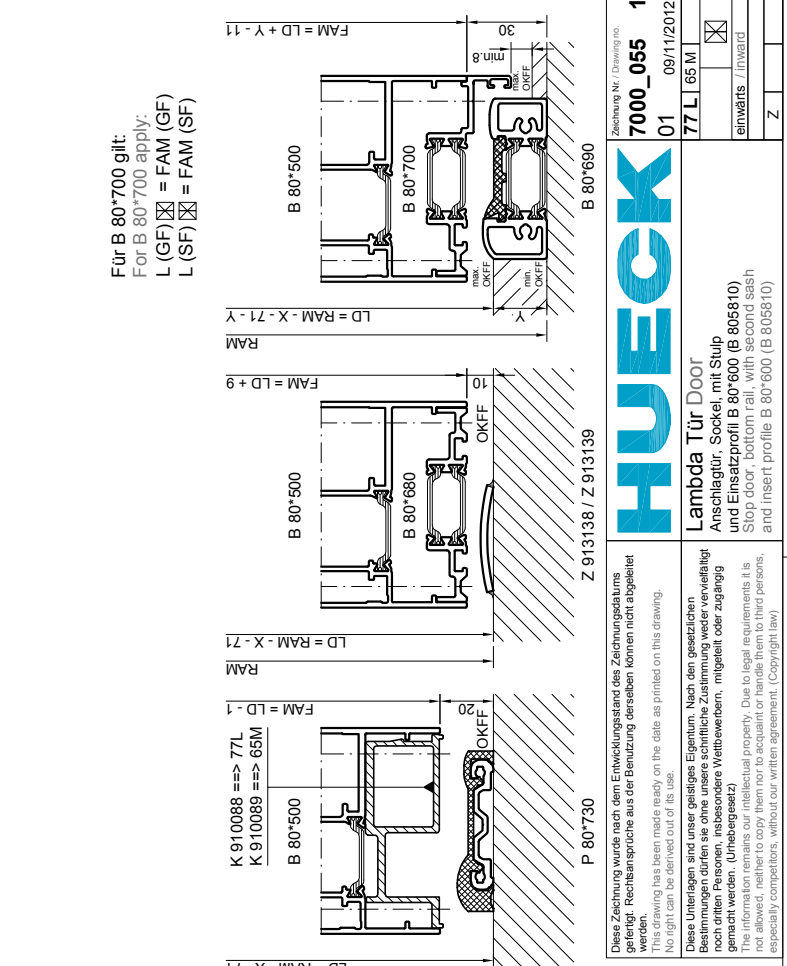 Für B 80*700 gilt:
For B 80*700 apply:
L (GF) = FAM (GF)
L (SF) = FAM (SF)
FAM = LD + Y - 11
30
min.8
max.
OKFF
B 80*500
B 80*700
max.
OKFF
min.
OKFF
B 80*690
LD = RAM - X - 71 - Y
Y
RAM
FAM = LD + 9
10
OKFF
B 80*500
B 80*680
Z 913138 / Z 913139
LD = RAM - X - 71
RAM
FAM = LD - 1
20
OKFF
K 910088 ==> 77L
K 910089 ==> 65M
B 80*500
P 80*730
LD = RAM - X - 71
Diese Zeichnung wurde nach dem Entwicklungsstand des Zeichnungsdatums
gefertigt. Rechtsansprüche aus der Benutzung derselben können nicht abgeleitet
werden.
This drawing has been made ready on the date as printed on this drawing.
No right can be derived out of its use.
Diese Unterlagen sind unser geistiges Eigentum. Nach den gesetzlichen
Bestimmungen dürfen sie ohne unsere schriftliche Zustimmung weder vervielfältigt
noch dritten Personen, insbesondere Wettbewerbern, mitgeteilt oder zugängig
gemacht werden. (Urhebergesetz)
The information remains our intellectual property. Due to legal requirements it is
not allowed, neither to copy them nor to acquaint or handle them to third persons,
especially competitors, without our written agreement. (Copyright law)
HUECK
Lambda Tür Door
Anschlagtür, Sockel, mit Stulp
und Einsatzprofil B 80*600 (B 805810)
Stop door, bottom rail, with second sash
and insert profile B 80*600 (B 805810)
Zeichnung Nr. / Drawing no.
7000_055 1
01 09/11/2012
77 L 65 M
einwärts / inward
Z